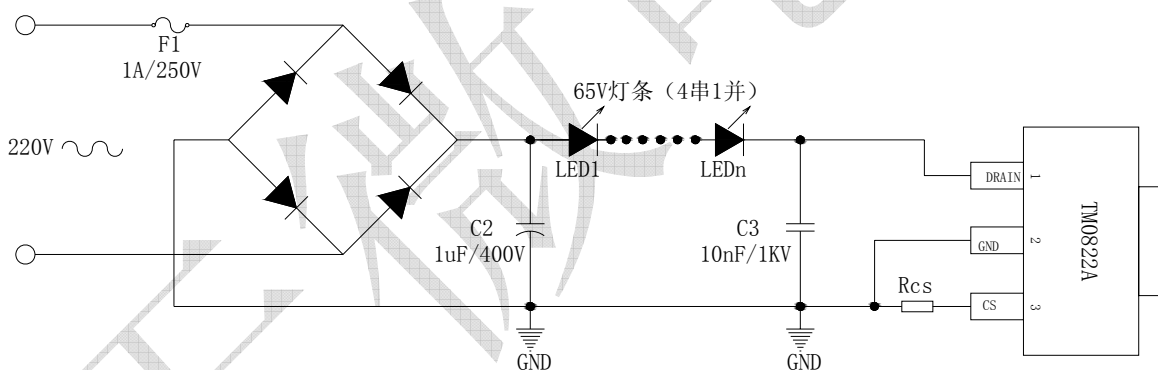 F1
1A/250V
220V
65V灯条（4串1并）
LED1
LEDn
C2
1uF/400V
C3
10nF/1KV
GND
GND
Rcs
DRAIN
1
GND
2
CS
3
TM0822A